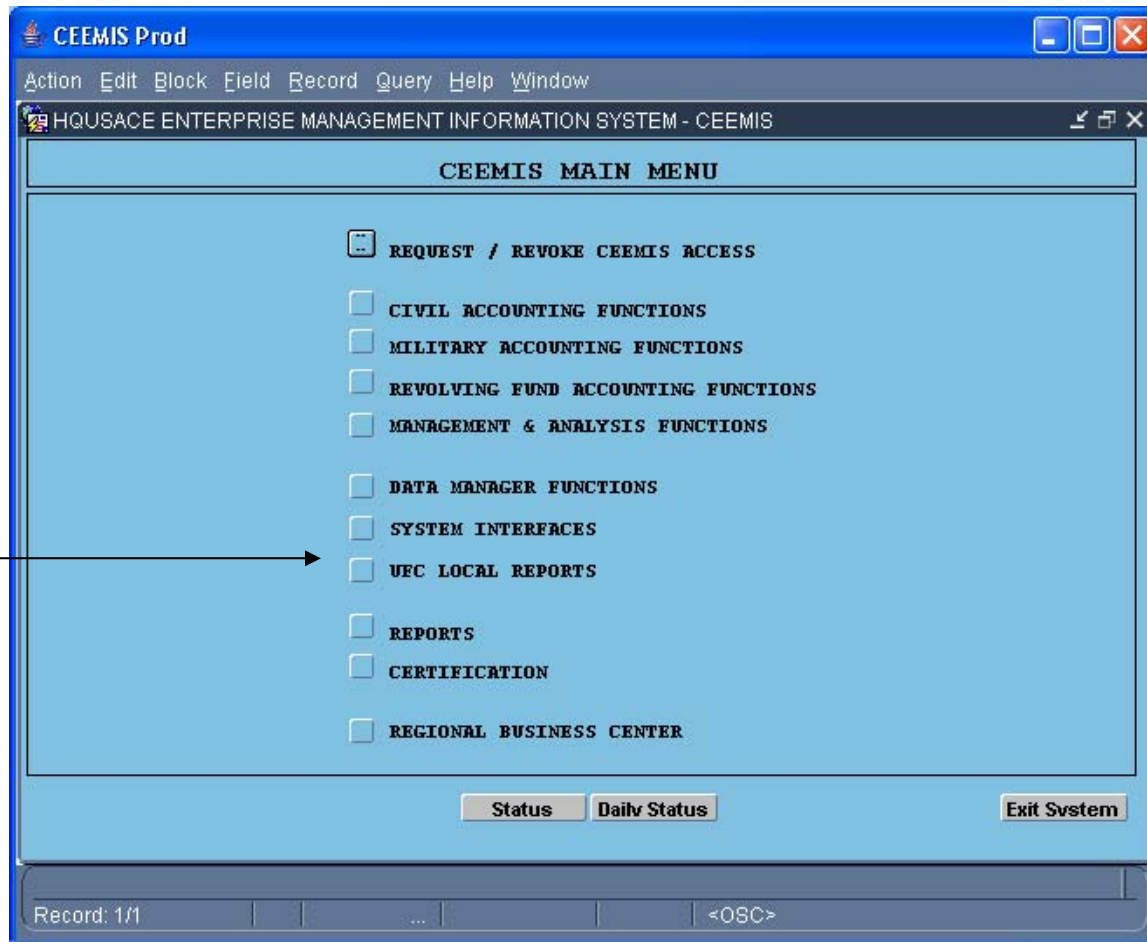 CEEMIS Prod
Action Edit Block Field Record Query Help Window
HQUSACE ENTERPRISE MANAGEMENT INFORMATION SYSTEM - CEEMIS
CEEMIS MAIN MENU
REQUEST / REVOKE CEEMIS ACCESS
CIVIL ACCOUNTING FUNCTIONS
MILITARY ACCOUNTING FUNCTIONS
REVOLVING FUND ACCOUNTING FUNCTIONS
MANAGEMENT & ANALYSIS FUNCTIONS
DATA MANAGER FUNCTIONS
SYSTEM INTERFACES
UFC LOCAL REPORTS
REPORTS
CERTIFICATION
REGIONAL BUSINESS CENTER
Status Daily Status Exit System
Record: 1/1 ... <OSC>